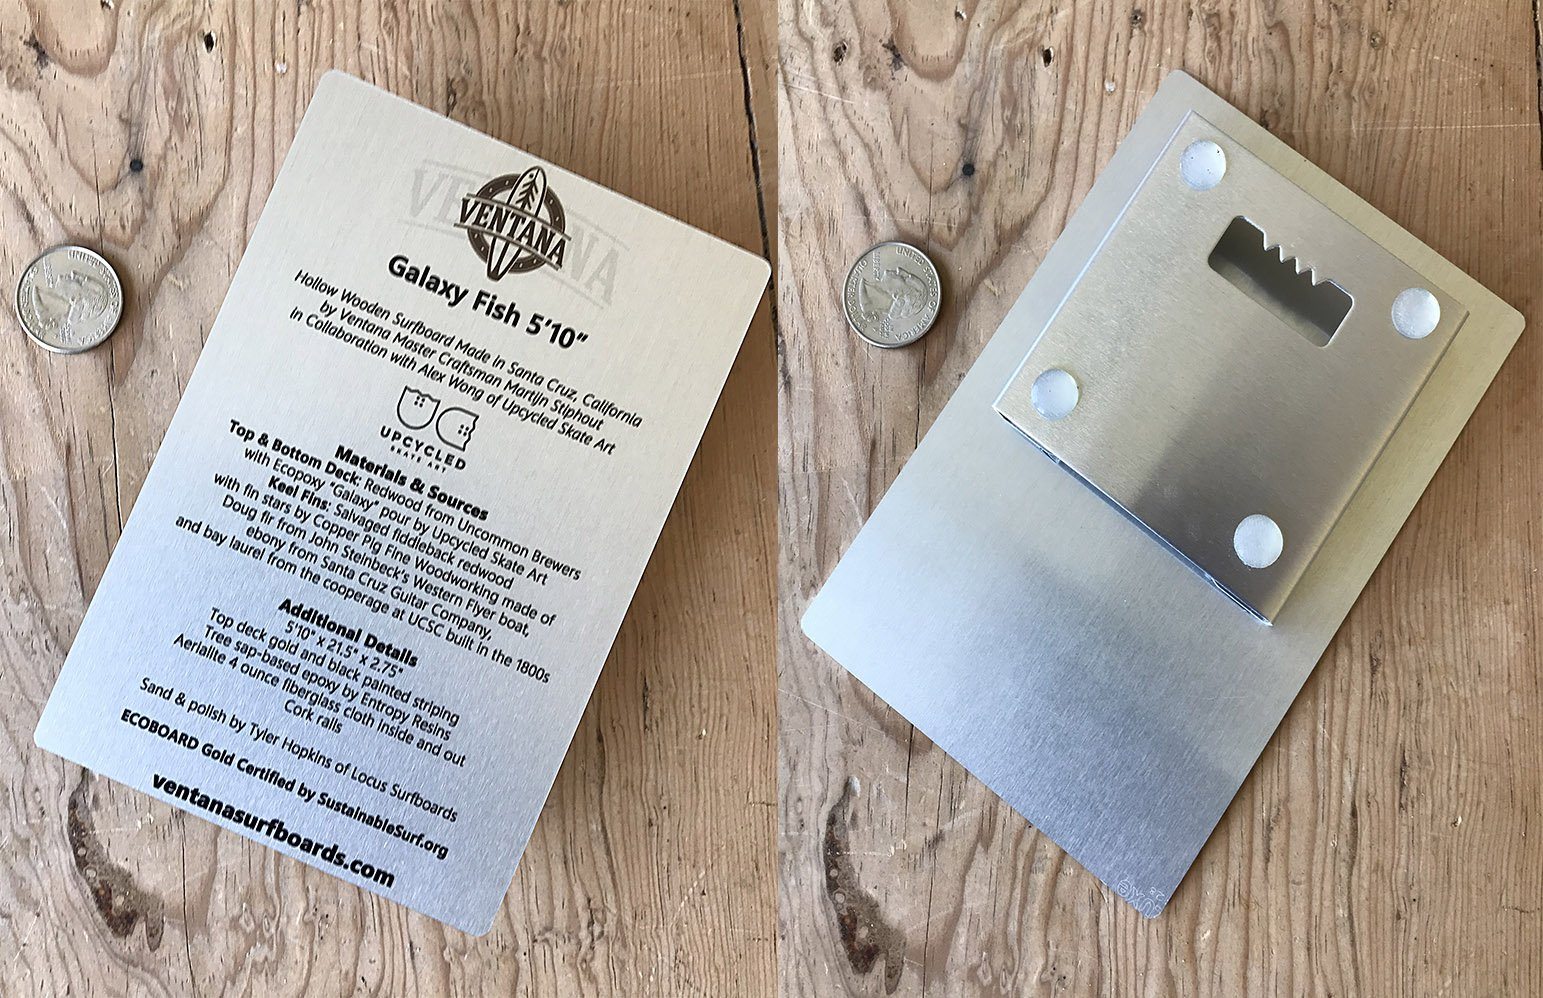 VENTANA
VENTANA
Galaxy Fish 5'10"
Hollow Wooden Surfboard Made in Santa Cruz, California
by Ventana Master Craftsman Martijn Stiphout
in Collaboration with Alex Wong of Upcycled Skate Art
UPCYCLED
SKATE ART
Materials & Sources
Top & Bottom Deck: Redwood from Uncommon Brewers
with Ecopoxy "Galaxy" pour by Upcycled Skate Art
Keel Fins: Salvaged fiddleback redwood
with fin stars by Copper Pig Fine Woodworking made of
Doug fir from John Steinbeck's Western Flyer boat,
ebony from Santa Cruz Guitar Company,
and bay laurel from the cooperage at UCSC built in the 1800s
Additional Details
5'10" x 21.5" x 2.75"
Top deck gold and black painted striping
Tree sap-based epoxy by Entropy Resins
Aerialite 4 ounce fiberglass cloth inside and out
Cork rails
Sand & polish by Tyler Hopkins of Locus Surfboards
ECOBOARD Gold Certified by SustainableSurf.org
ventanasurfboards.com